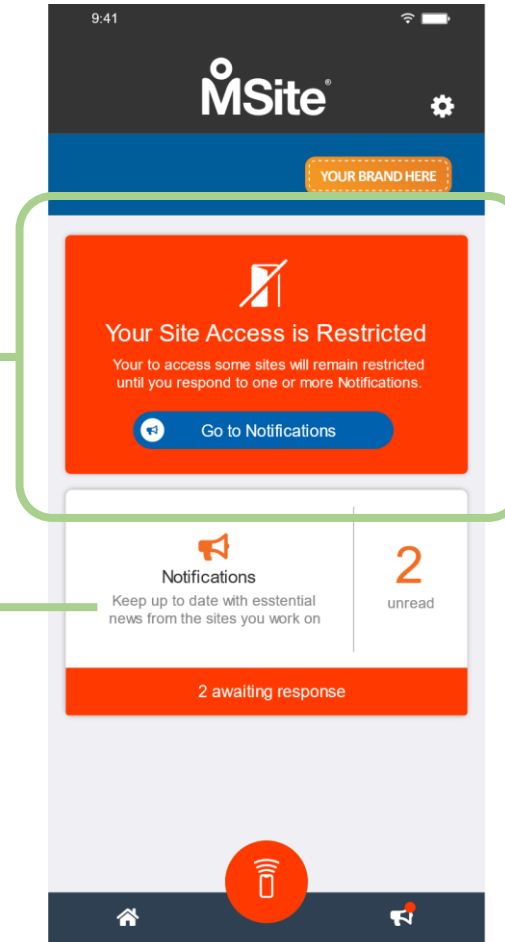 9:41
MSite®
YOUR BRAND HERE
Your Site Access is Restricted
Your to access some sites will remain restricted
until you respond to one or more Notifications.
Go to Notifications
Notifications
Keep up to date with esstential
news from the sites you work on
2
unread
2 awaiting response